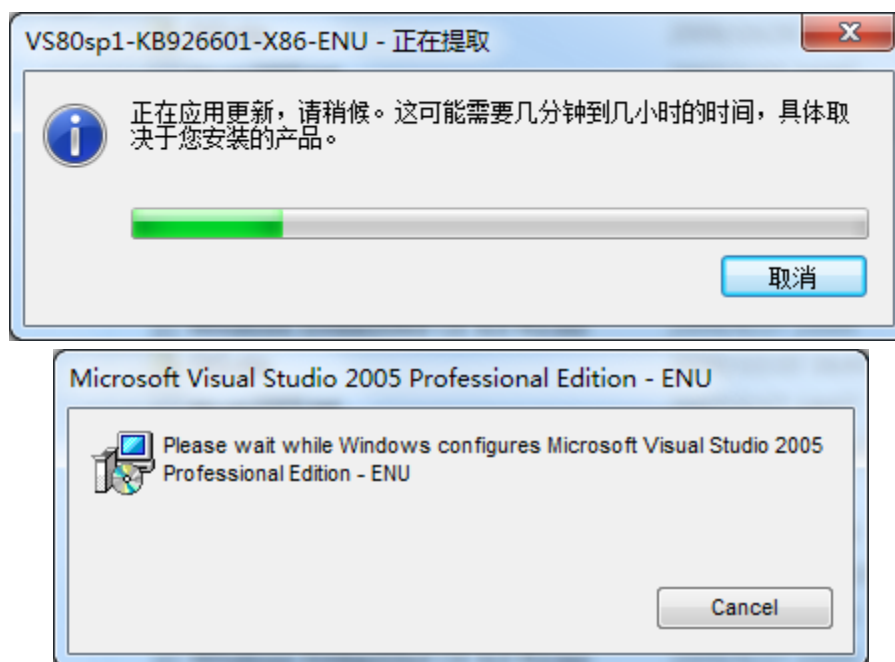 VS80sp1-KB926601-X86-ENU - 正在提取
正在应用更新，请稍候。这可能需要几分钟到几小时的时间，具体取
决于您安装的产品。
取消
Microsoft Visual Studio 2005 Professional Edition - ENU
Please wait while Windows configures Microsoft Visual Studio 2005
Professional Edition - ENU
Cancel